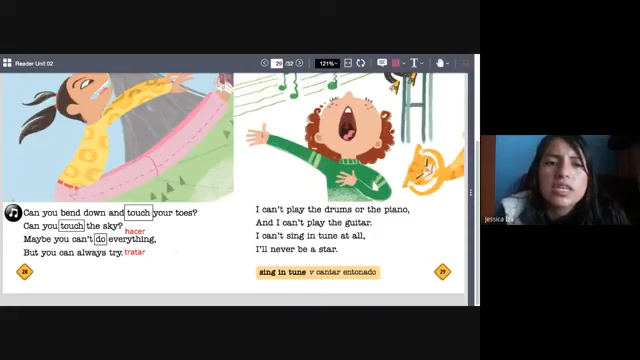 Reader Unit 02
29 /32
121%
T
Can you bend down and touch your toes?
Can you touch the sky?
hacer
Maybe you can't do everything,
But you can always try. tratar
28
I can't play the drums or the piano,
And I can't play the guitar.
I can't sing in tune at all,
I'll never be a star.
sing in tune v cantar entonado
29